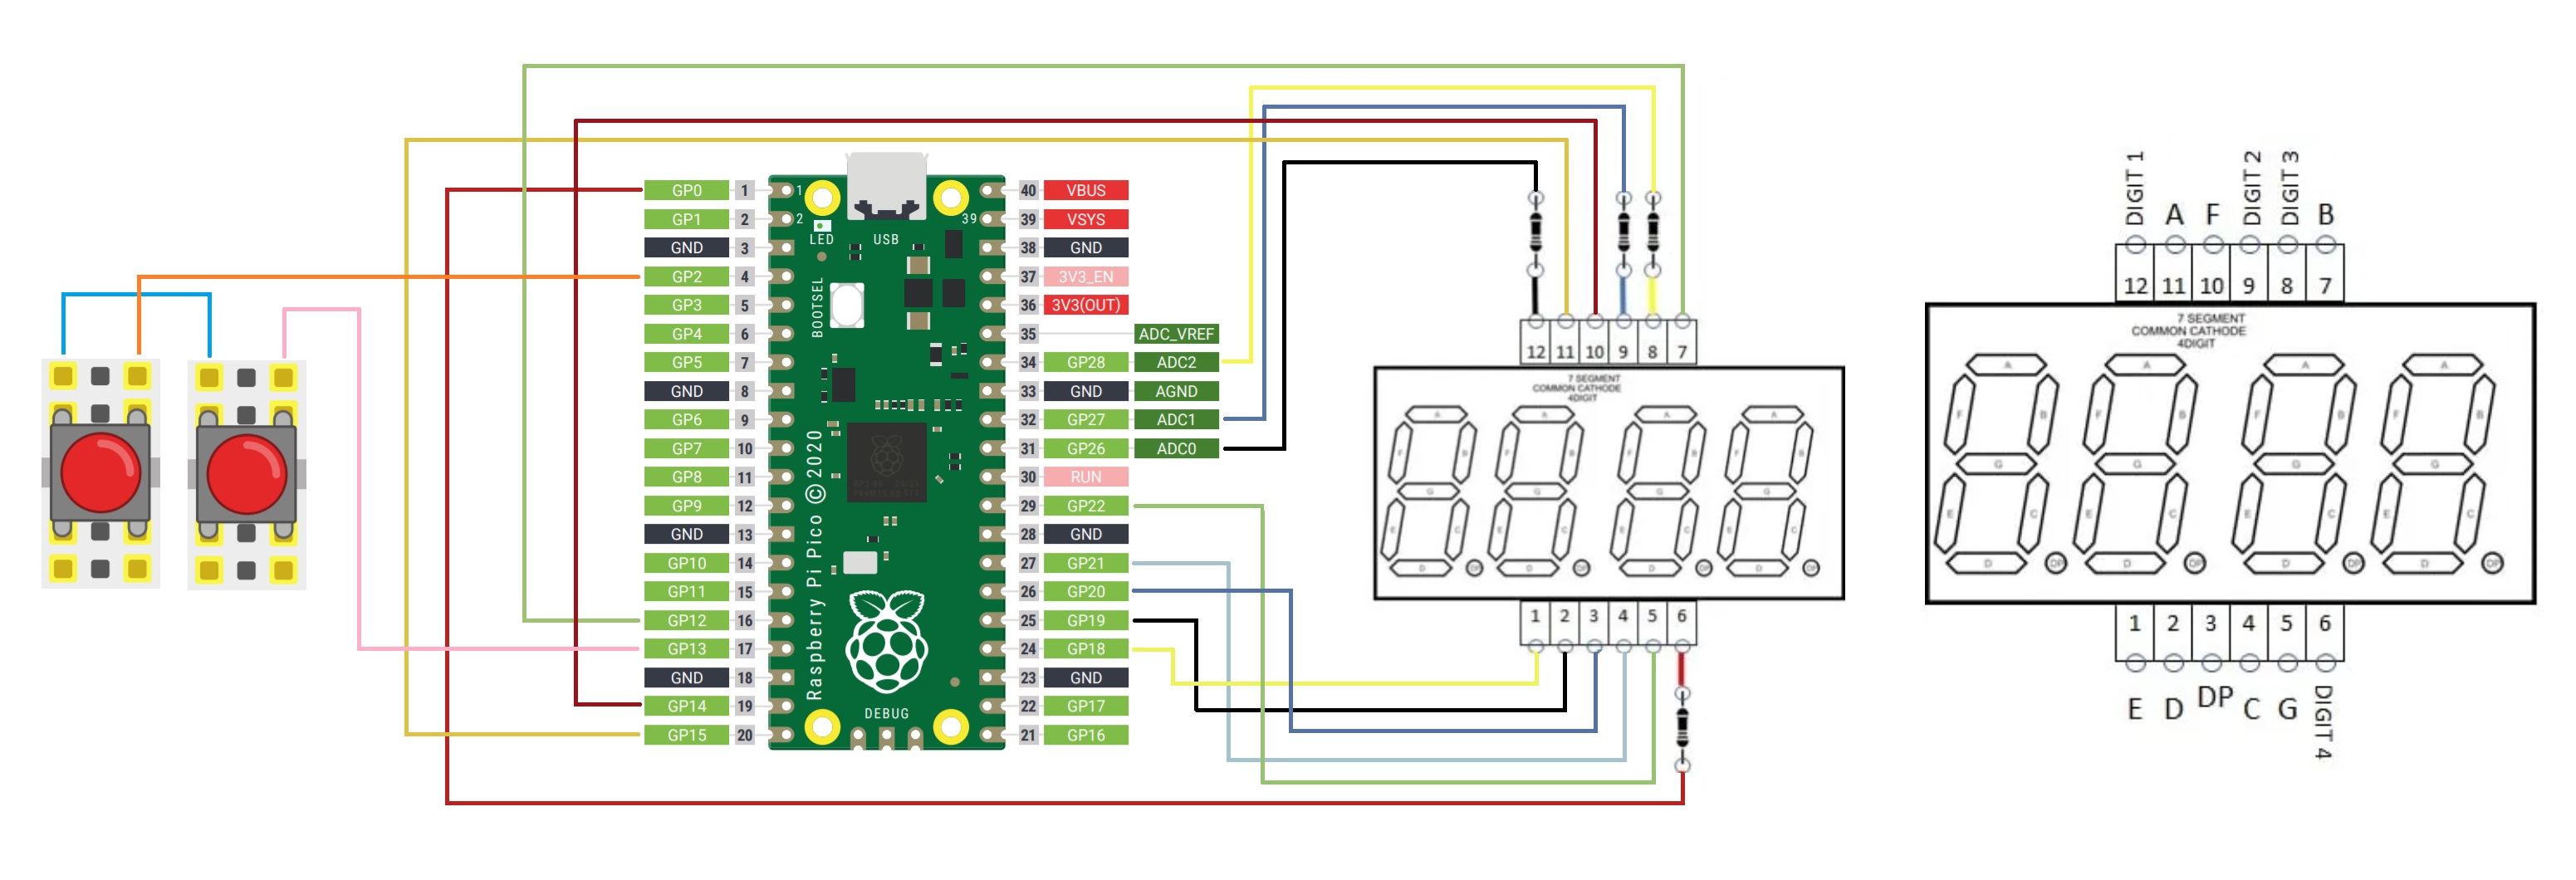 GP0 1
GP1 2
GND 3
GP2 4
GP3 5
GP4 6
GP5 7
GND 8
GP6 9
GP7 10
GP8 11
GP9 12
GND 13
GP10 14
GP11 15
GP12 16
GP13 17
GND 18
GP14 19
GP15 20
1
2
39
LED
USB
BOOTSEL
Raspberry Pi Pico © 2020
DEBUG
40 VBUS
39 VSYS
38 GND
37 3V3_EN
36 3V3(OUT)
35 ADC_VREF
34 GP28 ADC2
33 GND AGND
32 GP27 ADC1
31 GP26 ADC0
30 RUN
29 GP22
28 GND
27 GP21
26 GP20
25 GP19
24 GP18
23 GND
22 GP17
21 GP16
12 11 10 9 8 7
7 SEGMENT
COMMON CATHODE
4DIGIT
A A A A
F B F B F B F B
G G G G
E C E C E C E C
D DP D DP D DP D DP
1 2 3 4 5 6
DIGIT 1 A F DIGIT 2 DIGIT 3 B
12 11 10 9 8 7
7 SEGMENT
COMMON CATHODE
4DIGIT
A A A A
F B F B F B F B
G G G G
E C E C E C E C
D DP D DP D DP D DP
1 2 3 4 5 6
E D DP C G DIGIT 4